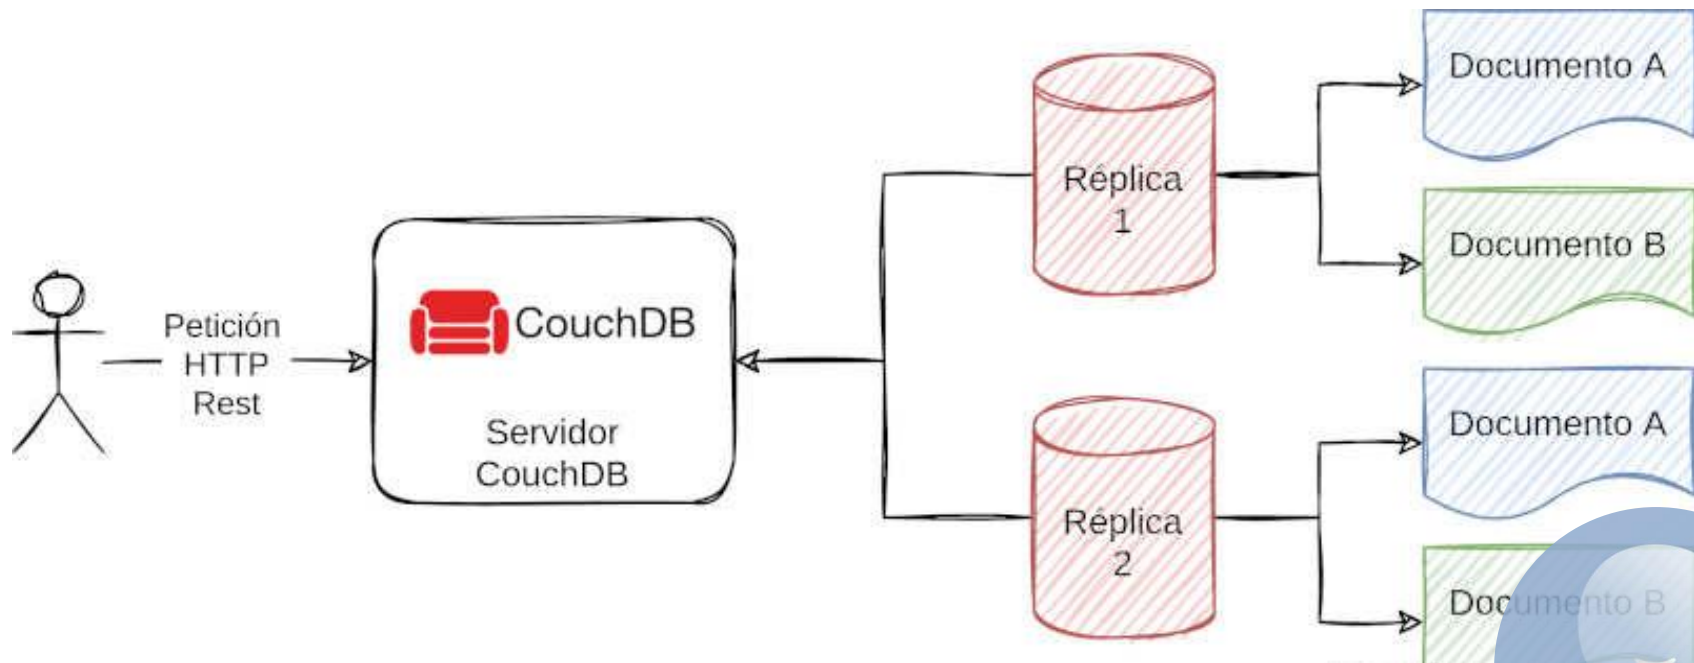 Petición
HTTP
Rest
CouchDB
Servidor
CouchDB
Réplica
1
Documento A
Documento B
Réplica
2
Documento A
Documento B